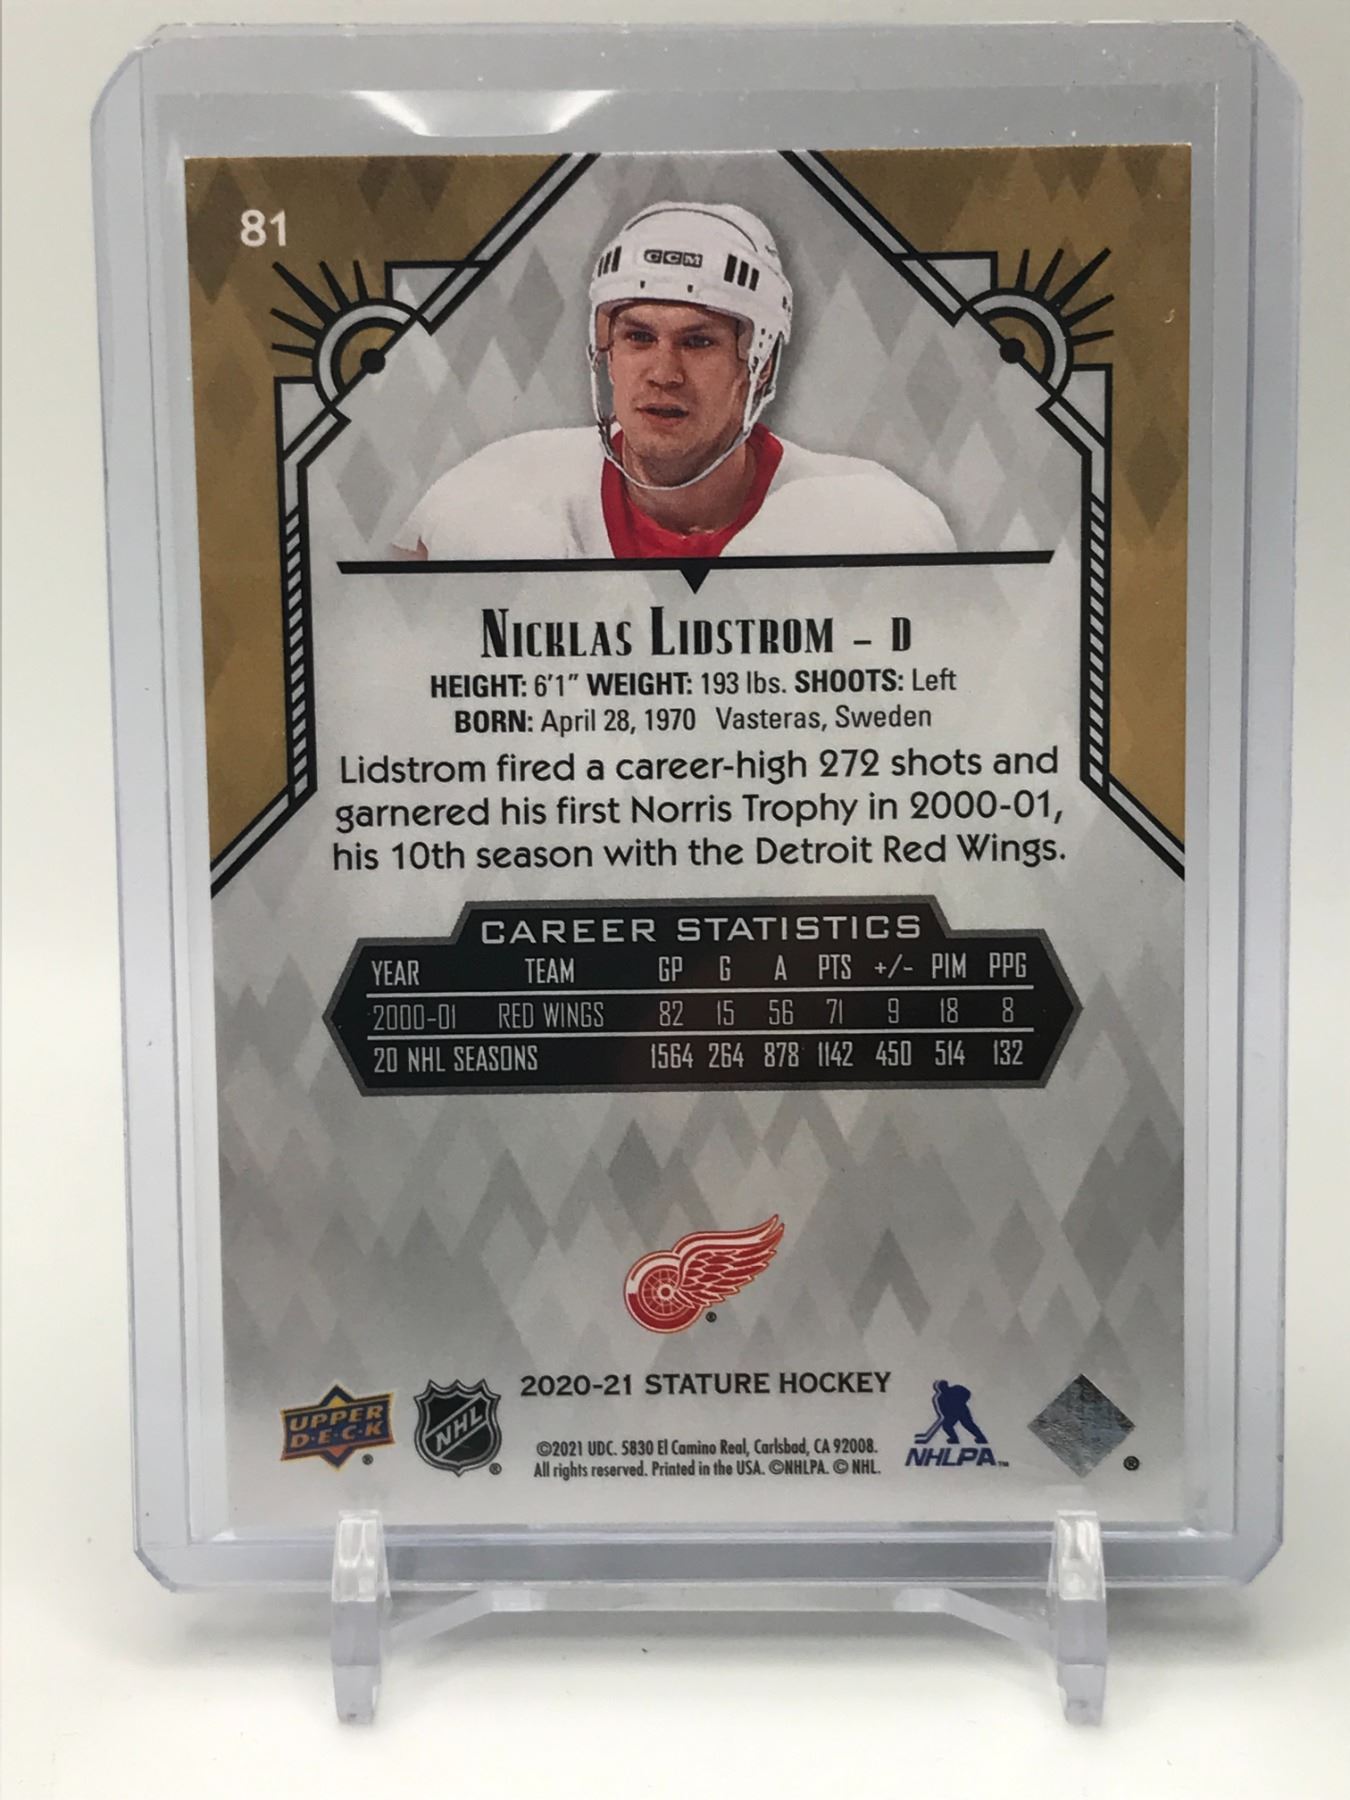 81
CCM
NICKLAS LIDSTROM – D
HEIGHT: 6'1" WEIGHT: 193 lbs. SHOOTS: Left
BORN: April 28, 1970 Vasteras, Sweden
Lidstrom fired a career-high 272 shots and
garnered his first Norris Trophy in 2000-01,
his 10th season with the Detroit Red Wings.
CAREER STATISTICS
YEAR TEAM GP G A PTS +/- PIM PPG
2000-01 RED WINGS 82 15 56 71 9 18 8
20 NHL SEASONS 1564 264 878 1142 450 514 132
®
2020-21 STATURE HOCKEY
UPPER
D·E·C·K ®
NHL ®
©2021 UDC. 5830 El Camino Real, Carlsbad, CA 92008.
All rights reserved. Printed in the USA. ©NHLPA. © NHL.
NHLPA™
®